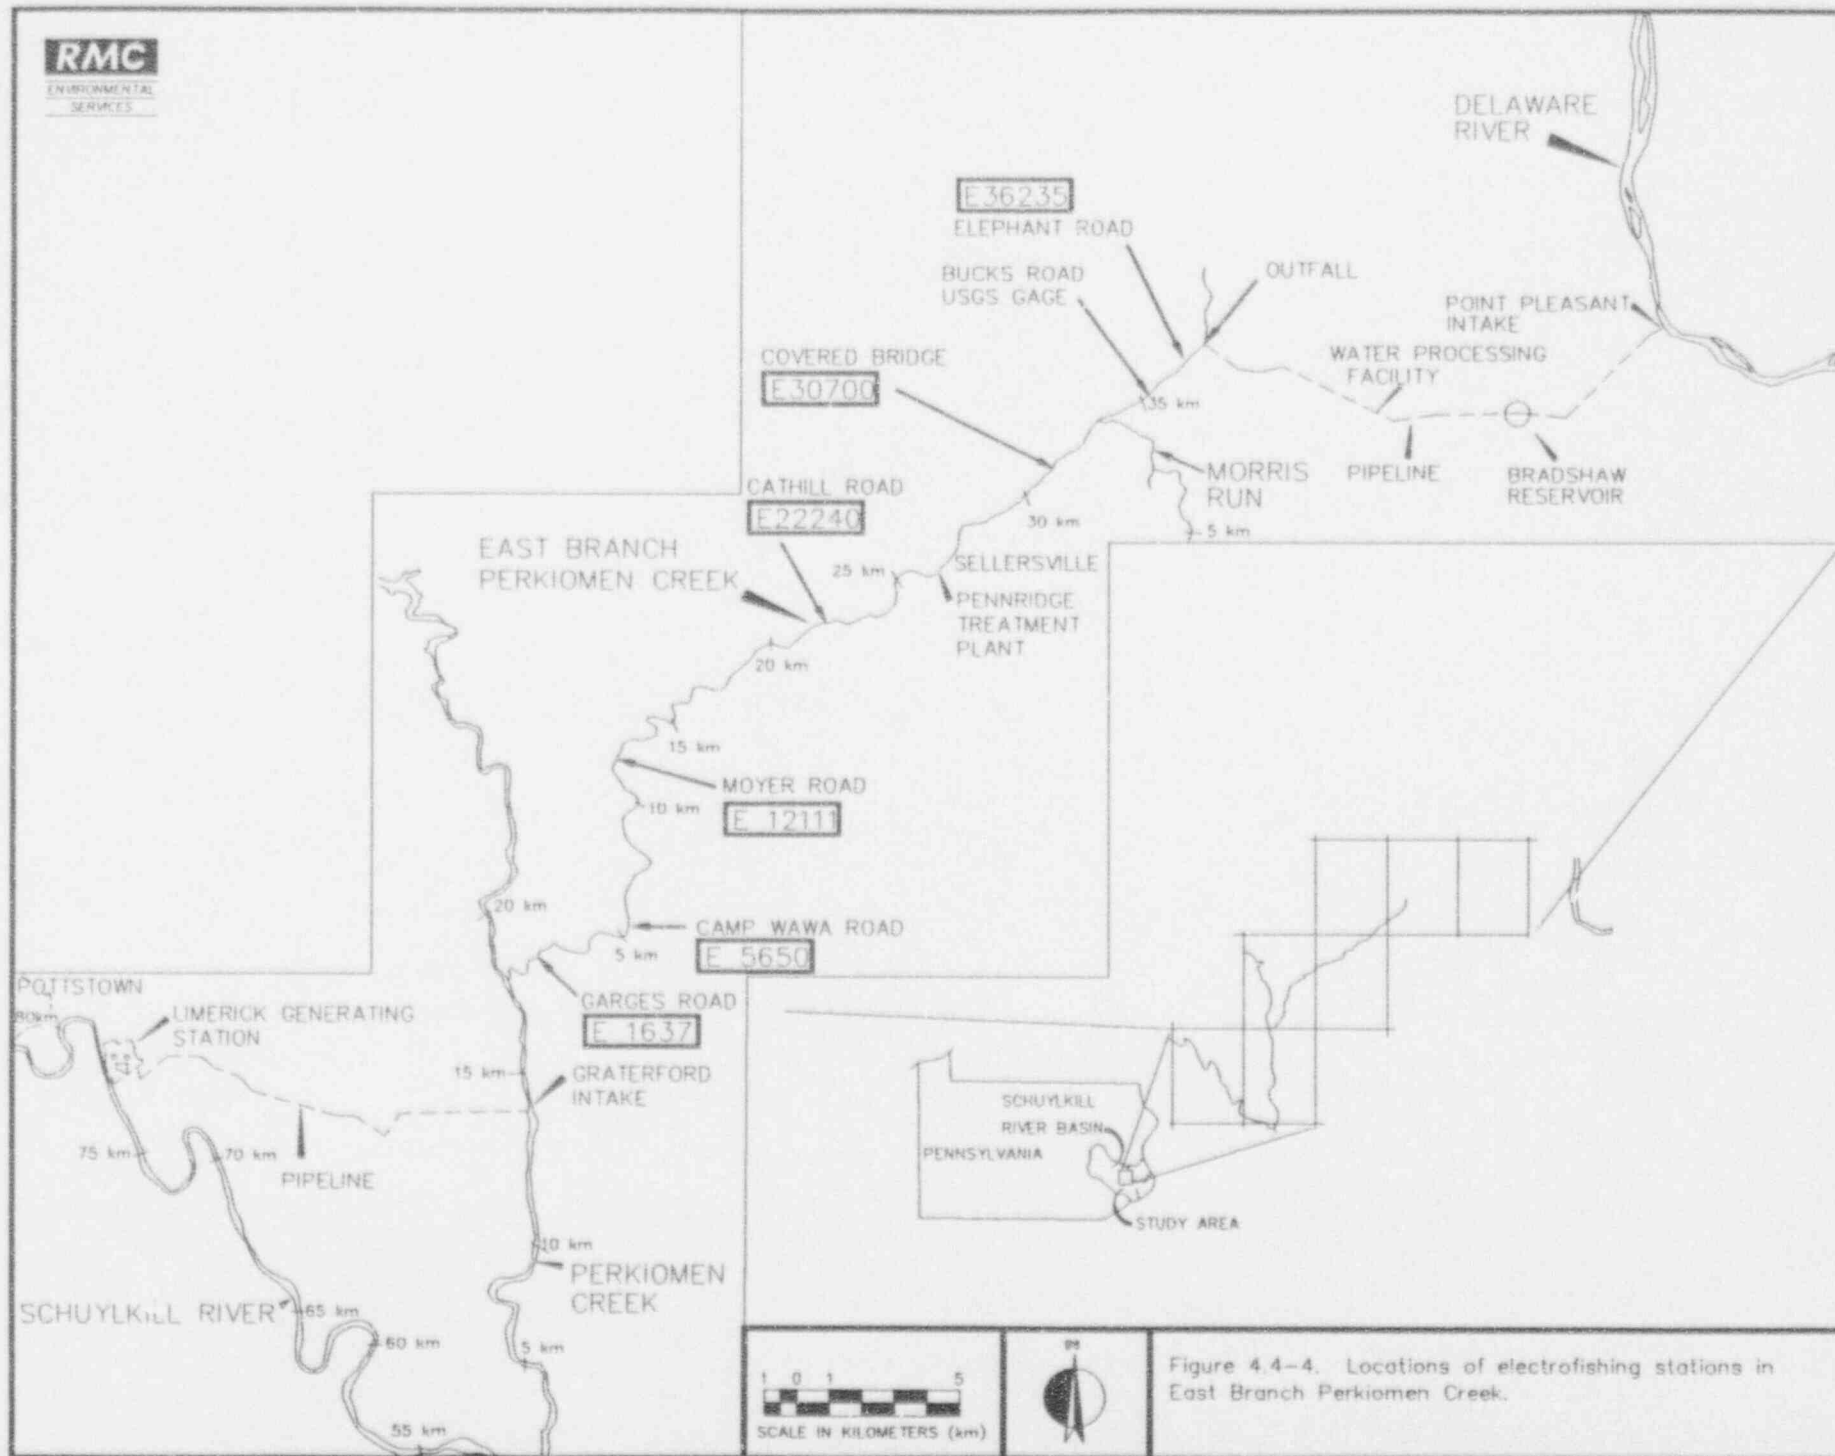 RMC
ENVIRONMENTAL
SERVICES
DELAWARE
RIVER
E36235
ELEPHANT ROAD
BUCKS ROAD
USGS GAGE
OUTFALL
POINT PLEASANT
INTAKE
WATER PROCESSING
FACILITY
COVERED BRIDGE
E30700
35 km
MORRIS
RUN
PIPELINE
BRADSHAW
RESERVOIR
CATHILL ROAD
E22240
30 km
5 km
EAST BRANCH
PERKIOMEN CREEK
25 km
SELLERSVILLE
PENNRIDGE
TREATMENT
PLANT
20 km
15 km
MOYER ROAD
10 km
E 12111
20 km
CAMP WAWA ROAD
5 km
E 5650
POTTSTOWN
80km
LIMERICK GENERATING
STATION
GARGES ROAD
E 1637
15 km
GRATERFORD
INTAKE
75 km
70 km
PIPELINE
SCHUYLKILL
RIVER BASIN
PENNSYLVANIA
STUDY AREA
10 km
PERKIOMEN
CREEK
SCHUYLKILL RIVER
65 km
60 km
5 km
55 km
1 0 1 5
SCALE IN KILOMETERS (km)
Figure 4.4-4. Locations of electrofishing stations in
East Branch Perkiomen Creek.